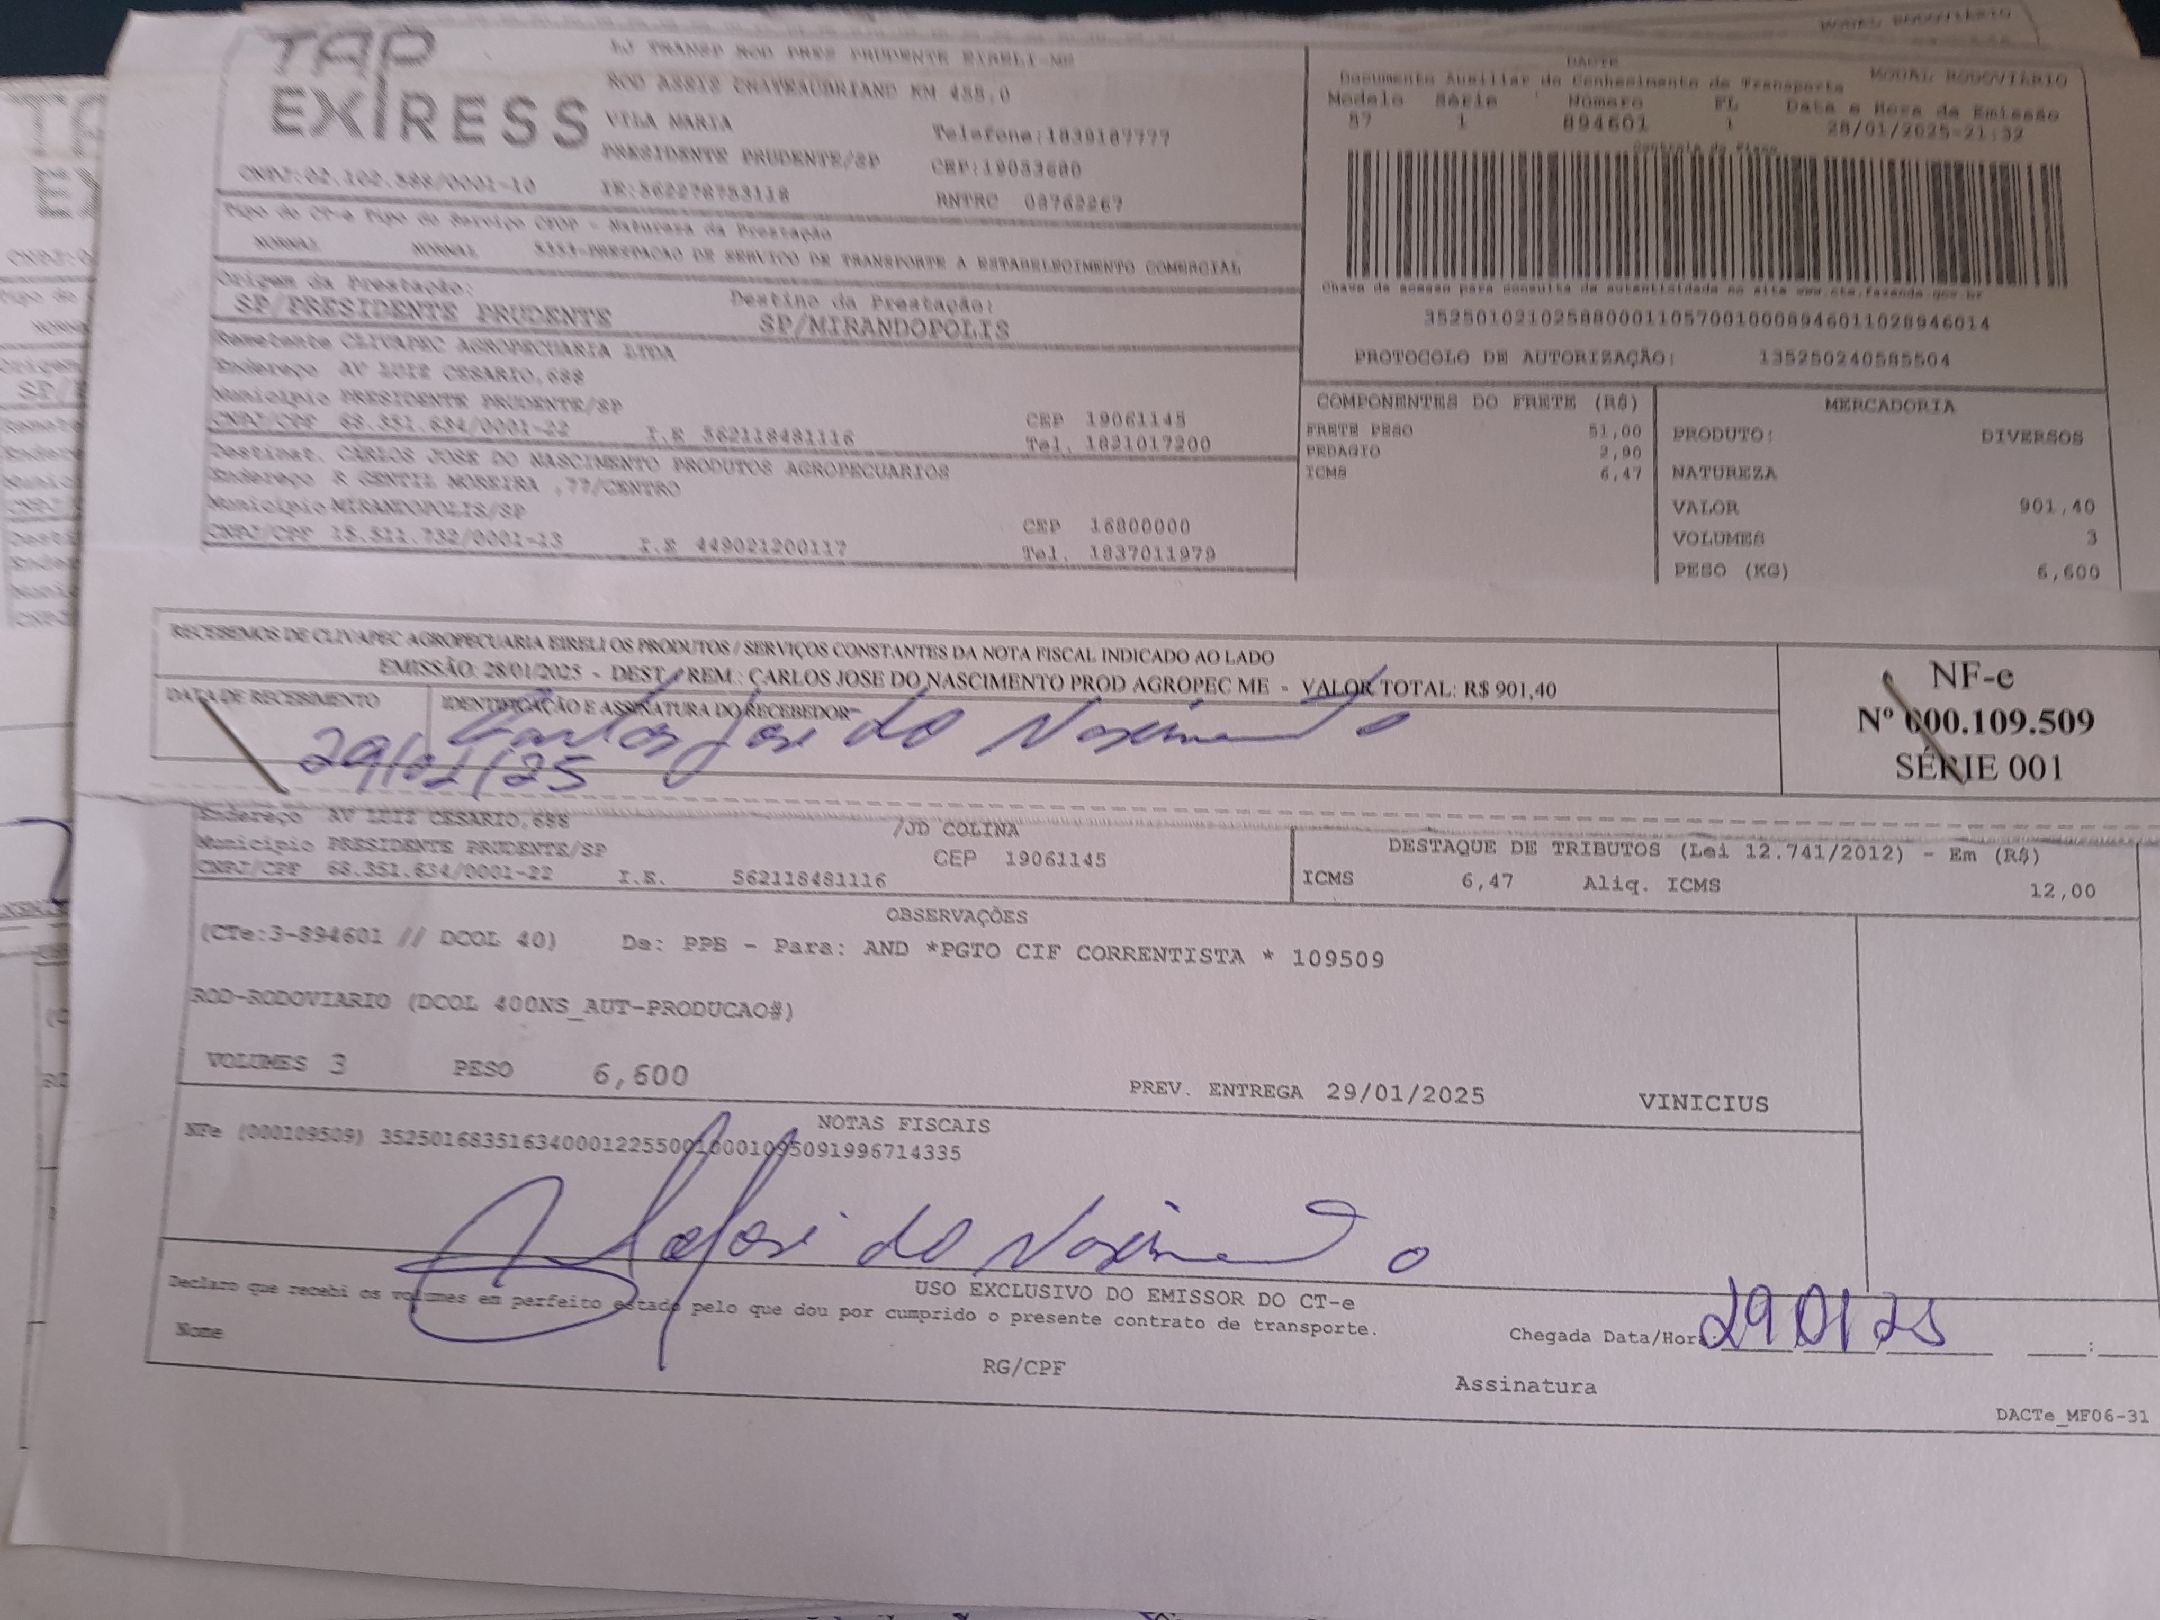 TAP
EXPRESS
LJ TRANSP ROD PRES PRUDENTE EIRELI-ME
ROD ASSIS CHATEAUBRIAND KM 458,0
VILA MARIA Telefone:1839187777
PRESIDENTE PRUDENTE/SP CEP:19053680
CNPJ:02.102.588/0001-10 IE:562276753118 RNTRC 08762267
Tipo do CT-e Tipo do Serviço CFOP - Natureza da Prestação
NORMAL NORMAL 5353-PRESTACAO DE SERVICO DE TRANSPORTE A ESTABELECIMENTO COMERCIAL
Origem da Prestação: Destino da Prestação:
SP/PRESIDENTE PRUDENTE SP/MIRANDOPOLIS
Remetente CLIVAPEC AGROPECUARIA LTDA
Endereço AV LUIZ CESARIO,688
Município PRESIDENTE PRUDENTE/SP CEP 19061145
CNPJ/CPF 68.351.634/0001-22 I.E 562118481116 Tel. 1821017200
Destinat. CARLOS JOSE DO NASCIMENTO PRODUTOS AGROPECUARIOS
Endereço R GENTIL MOREIRA ,77/CENTRO
Município MIRANDOPOLIS/SP CEP 16800000
CNPJ/CPF 15.511.732/0001-13 I.E 449021200117 Tel. 1837011979
DACTE MODAL RODOVIÁRIO
Documento Auxiliar do Conhecimento de Transporte
Modelo Série Número FL Data e Hora da Emissão
57 1 894601 1 28/01/2025-21:32
Controle do Fisco
Chave de acesso para consulta de autenticidade no site www.cte.fazenda.gov.br
35250102102588000110570010008946011028946014
PROTOCOLO DE AUTORIZAÇÃO: 135250240585504
COMPONENTES DO FRETE (R$)
FRETE PESO 51,00
PEDAGIO 2,90
ICMS 6,47
MERCADORIA
PRODUTO: DIVERSOS
NATUREZA
VALOR 901,40
VOLUMES 3
PESO (KG) 6,600
RECEBEMOS DE CLIVAPEC AGROPECUARIA EIRELI OS PRODUTOS / SERVIÇOS CONSTANTES DA NOTA FISCAL INDICADO AO LADO
EMISSÃO: 28/01/2025 - DEST. / REM.: CARLOS JOSE DO NASCIMENTO PROD AGROPEC ME - VALOR TOTAL: R$ 901,40
DATA DE RECEBIMENTO IDENTIFICAÇÃO E ASSINATURA DO RECEBEDOR
29/01/25 Carlos Jose do Nascimento
NF-e
Nº 000.109.509
SÉRIE 001
Endereço AV LUIZ CESARIO,688 /JD COLINA
Município PRESIDENTE PRUDENTE/SP CEP 19061145
CNPJ/CPF 68.351.634/0001-22 I.E. 562118481116
DESTAQUE DE TRIBUTOS (Lei 12.741/2012) - Em (R$)
ICMS 6,47 Aliq. ICMS 12,00
OBSERVAÇÕES
(CTe:3-894601 // DCOL 40) De: PPB - Para: AND *PGTO CIF CORRENTISTA * 109509
ROD-RODOVIARIO (DCOL 400NS_AUT-PRODUCAO#)
VOLUMES 3 PESO 6,600 PREV. ENTREGA 29/01/2025 VINICIUS
NOTAS FISCAIS
NFe (000109509) 35250168351634000122550010001095091996714335
Jose do Nascimento
USO EXCLUSIVO DO EMISSOR DO CT-e
Declaro que recebi os volumes em perfeito estado pelo que dou por cumprido o presente contrato de transporte.
Chegada Data/Hora 29 01 25 :
Nome RG/CPF Assinatura
DACTe_MF06-31